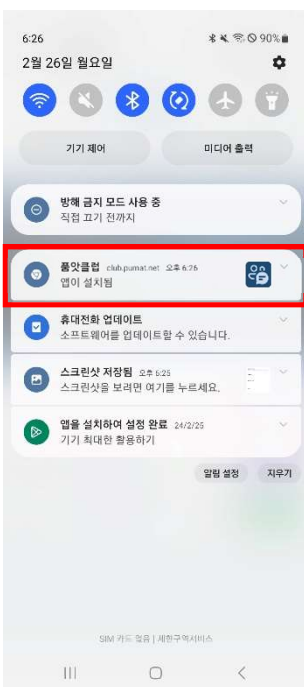 6:26
90%
2월 26일 월요일
기기 제어
미디어 출력
방해 금지 모드 사용 중
직접 끄기 전까지
품앗클럽 club.pumat.net 오후 6:26
앱이 설치됨
휴대전화 업데이트
소프트웨어를 업데이트할 수 있습니다.
스크린샷 저장됨 오후 6:25
스크린샷을 보려면 여기를 누르세요.
앱을 설치하여 설정 완료 24/2/25
기기 최대한 활용하기
알림 설정
지우기
SIM 카드 없음 | 제한구역서비스